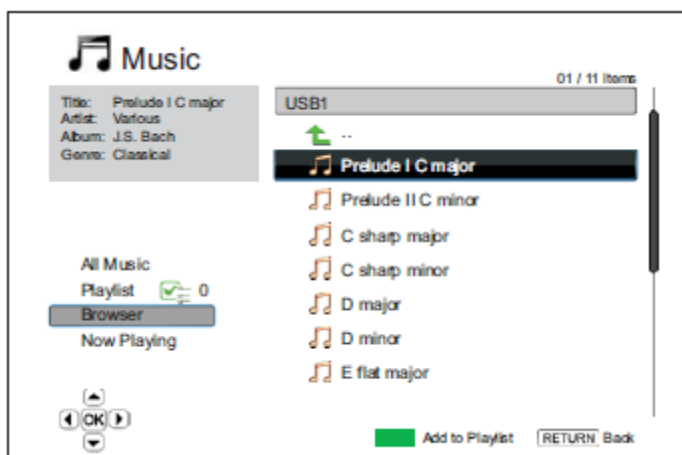 Music
01 / 11 Items
Title: Prelude I C major
Artist: Various
Album: J.S. Bach
Genre: Classical
USB1
..
Prelude I C major
Prelude II C minor
C sharp major
C sharp minor
D major
D minor
E flat major
All Music
Playlist 0
Browser
Now Playing
OK
Add to Playlist RETURN Back